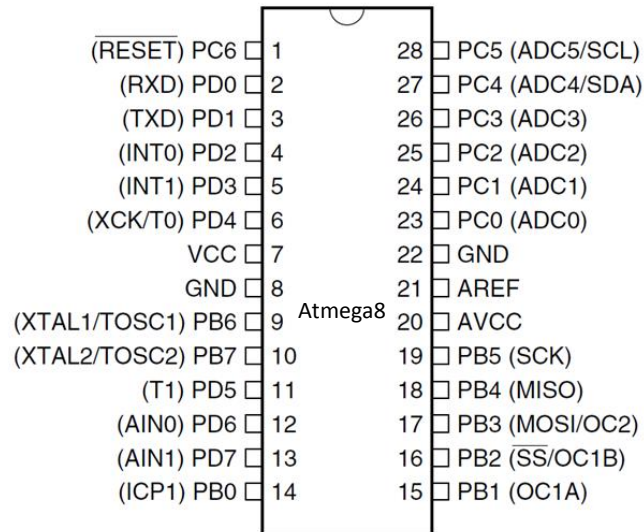 (RESET) PC6 1 28 PC5 (ADC5/SCL)
(RXD) PD0 2 27 PC4 (ADC4/SDA)
(TXD) PD1 3 26 PC3 (ADC3)
(INT0) PD2 4 25 PC2 (ADC2)
(INT1) PD3 5 24 PC1 (ADC1)
(XCK/T0) PD4 6 23 PC0 (ADC0)
VCC 7 22 GND
GND 8 21 AREF
Atmega8
(XTAL1/TOSC1) PB6 9 20 AVCC
(XTAL2/TOSC2) PB7 10 19 PB5 (SCK)
(T1) PD5 11 18 PB4 (MISO)
(AIN0) PD6 12 17 PB3 (MOSI/OC2)
(AIN1) PD7 13 16 PB2 (SS/OC1B)
(ICP1) PB0 14 15 PB1 (OC1A)